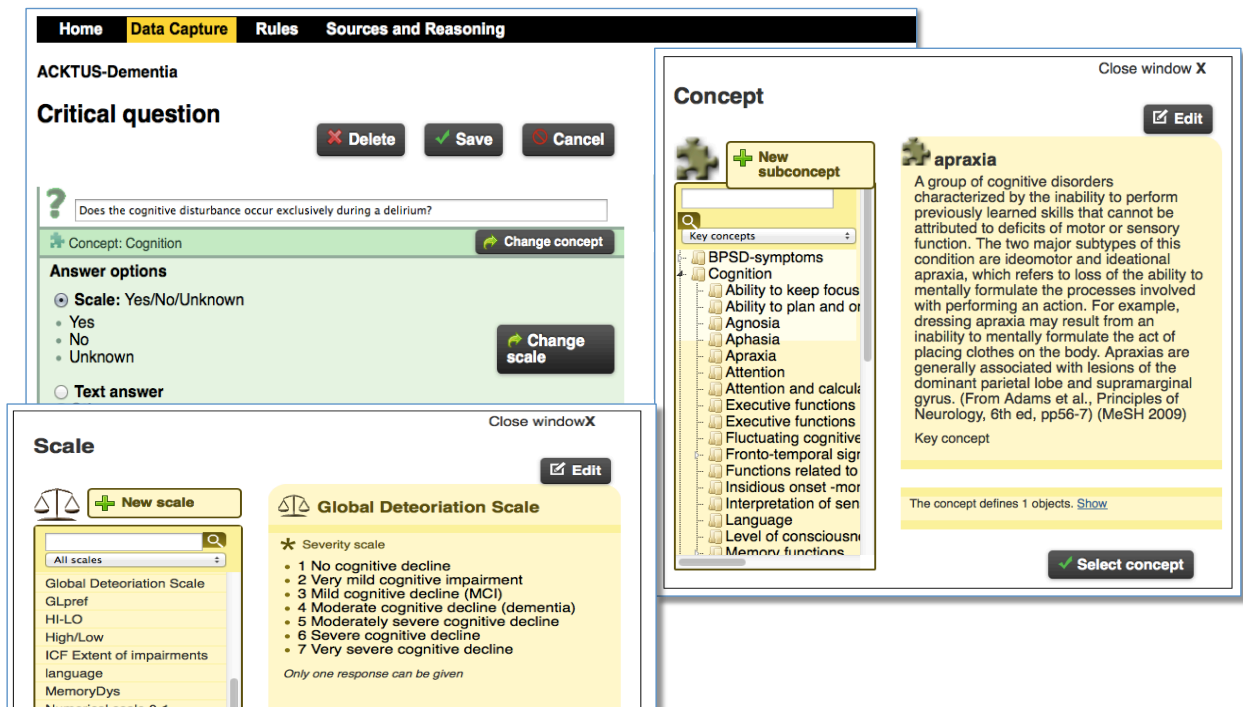 Home Data Capture Rules Sources and Reasoning
ACKTUS-Dementia
Critical question
Delete Save Cancel
? Does the cognitive disturbance occur exclusively during a delirium?
Concept: Cognition Change concept
Answer options
Scale: Yes/No/Unknown
• Yes
• No
• Unknown
Change
scale
Text answer
Close window X
Concept
Edit
New
subconcept
Key concepts
BPSD-symptoms
Cognition
Ability to keep focus
Ability to plan and or
Agnosia
Aphasia
Apraxia
Attention
Attention and calcula
Executive functions
Executive functions
Fluctuating cognitive
Fronto-temporal sigr
Functions related to
Insidious onset -mor
Interpretation of sen
Language
Level of consciousn
Memory functions
apraxia
A group of cognitive disorders
characterized by the inability to perform
previously learned skills that cannot be
attributed to deficits of motor or sensory
function. The two major subtypes of this
condition are ideomotor and ideational
apraxia, which refers to loss of the ability to
mentally formulate the processes involved
with performing an action. For example,
dressing apraxia may result from an
inability to mentally formulate the act of
placing clothes on the body. Apraxias are
generally associated with lesions of the
dominant parietal lobe and supramarginal
gyrus. (From Adams et al., Principles of
Neurology, 6th ed, pp56-7) (MeSH 2009)
Key concept
The concept defines 1 objects. Show
Select concept
Close windowX
Scale
Edit
New scale
All scales
Global Deteoriation Scale
GLpref
HI-LO
High/Low
ICF Extent of impairments
language
MemoryDys
Global Deteoriation Scale
* Severity scale
• 1 No cognitive decline
• 2 Very mild cognitive impairment
• 3 Mild cognitive decline (MCI)
• 4 Moderate cognitive decline (dementia)
• 5 Moderately severe cognitive decline
• 6 Severe cognitive decline
• 7 Very severe cognitive decline
Only one response can be given